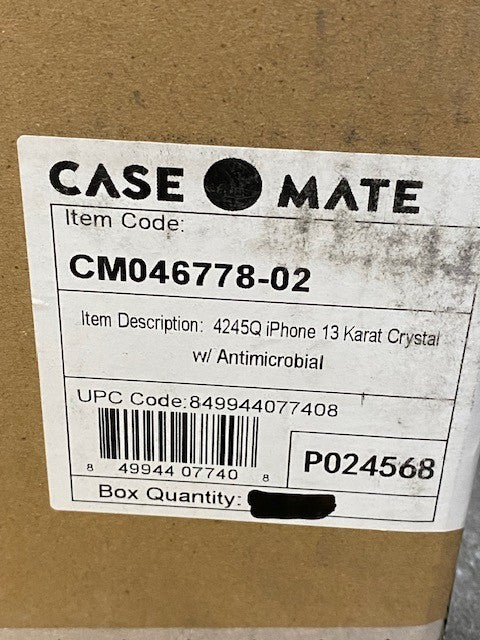 CASE MATE
Item Code:
CM046778-02
Item Description: 4245Q iPhone 13 Karat Crystal
w/ Antimicrobial
UPC Code:849944077408
8 49944 07740 8
P024568
Box Quantity: